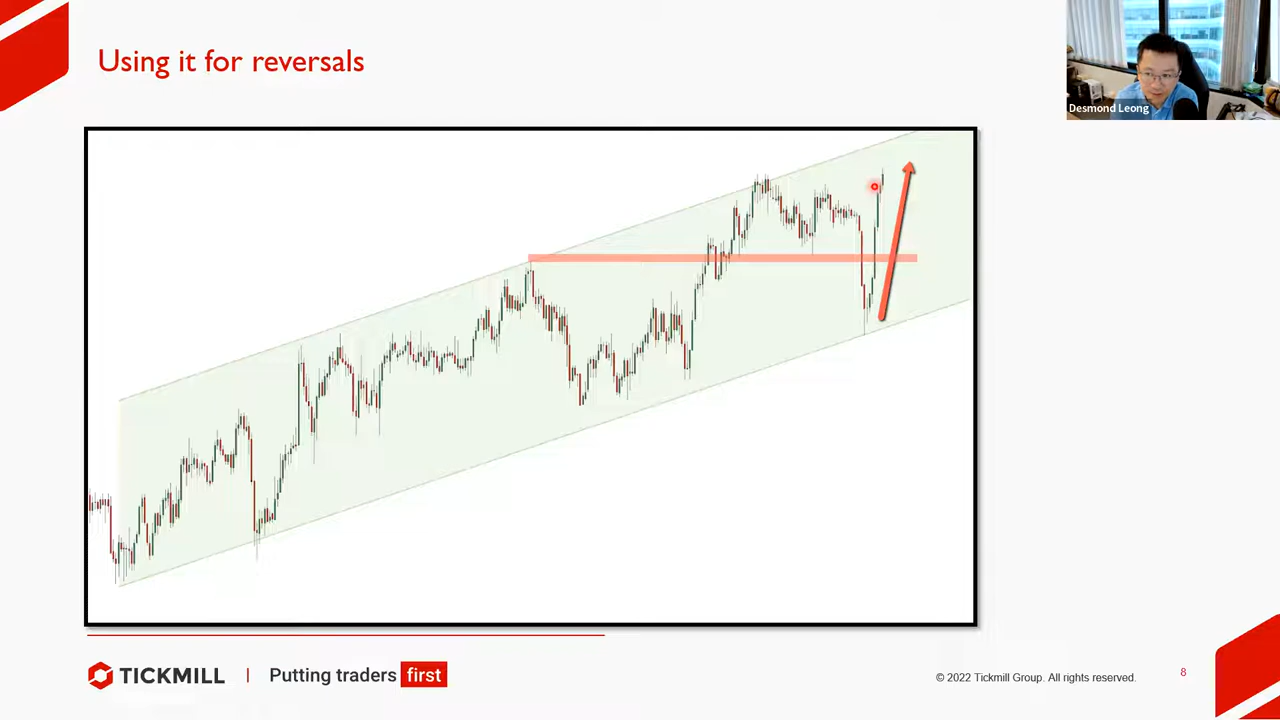 Using it for reversals
Desmond Leong
TICKMILL | Putting traders first
© 2022 Tickmill Group. All rights reserved.
8